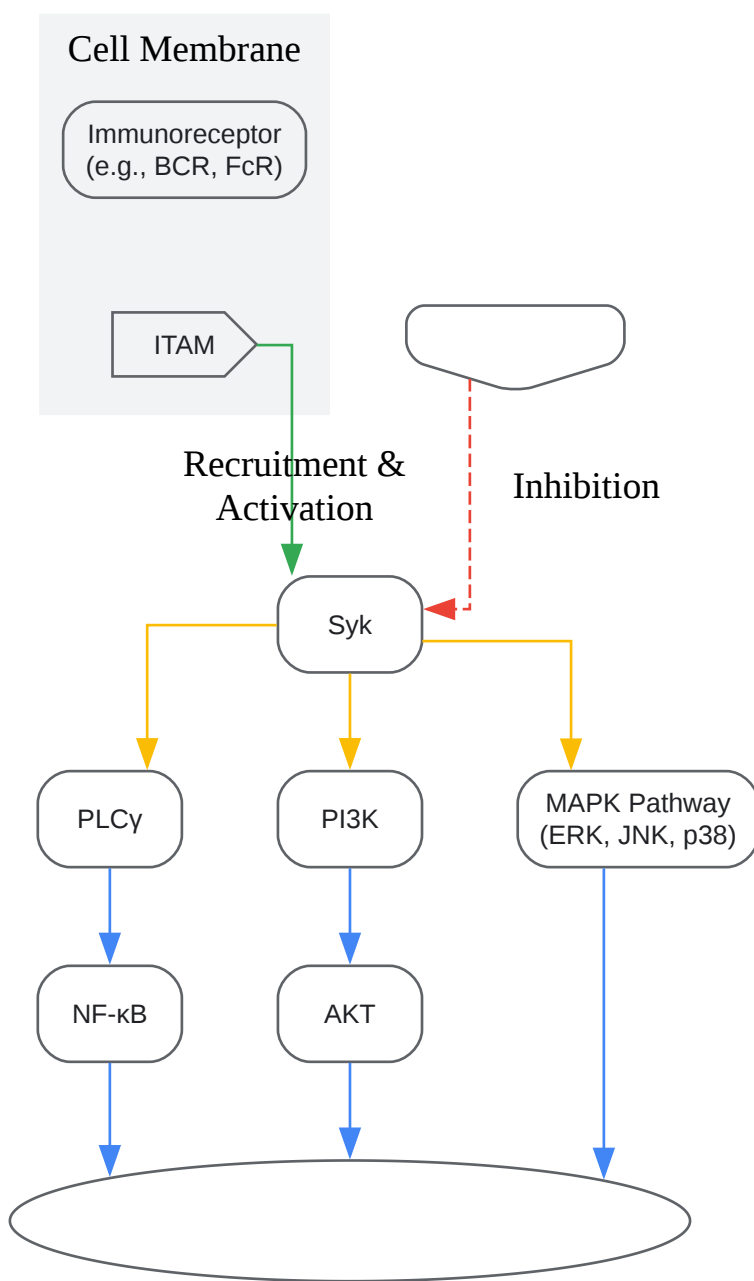 Cell Membrane
Immunoreceptor
(e.g., BCR, FcR)
ITAM
Recruitment &
Activation
Inhibition
Syk
PLCγ
PI3K
MAPK Pathway
(ERK, JNK, p38)
NF-κB
AKT